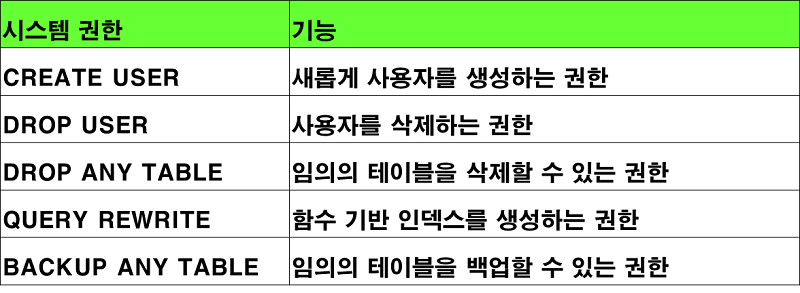 시스템 권한 기능
CREATE USER 새롭게 사용자를 생성하는 권한
DROP USER 사용자를 삭제하는 권한
DROP ANY TABLE 임의의 테이블을 삭제할 수 있는 권한
QUERY REWRITE 함수 기반 인덱스를 생성하는 권한
BACKUP ANY TABLE 임의의 테이블을 백업할 수 있는 권한